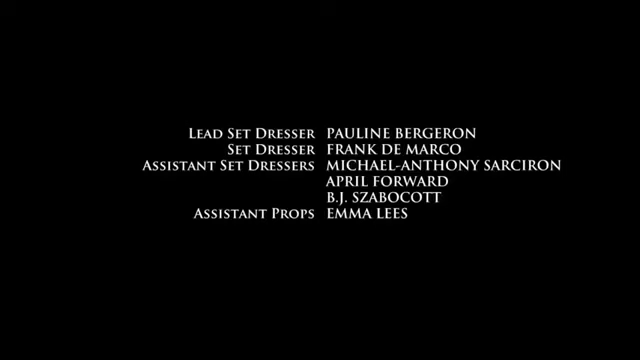 Lead Set Dresser PAULINE BERGERON
Set Dresser FRANK DE MARCO
Assistant Set Dressers MICHAEL-ANTHONY SARCIRON
APRIL FORWARD
B.J. SZABOCOTT
Assistant Props EMMA LEES